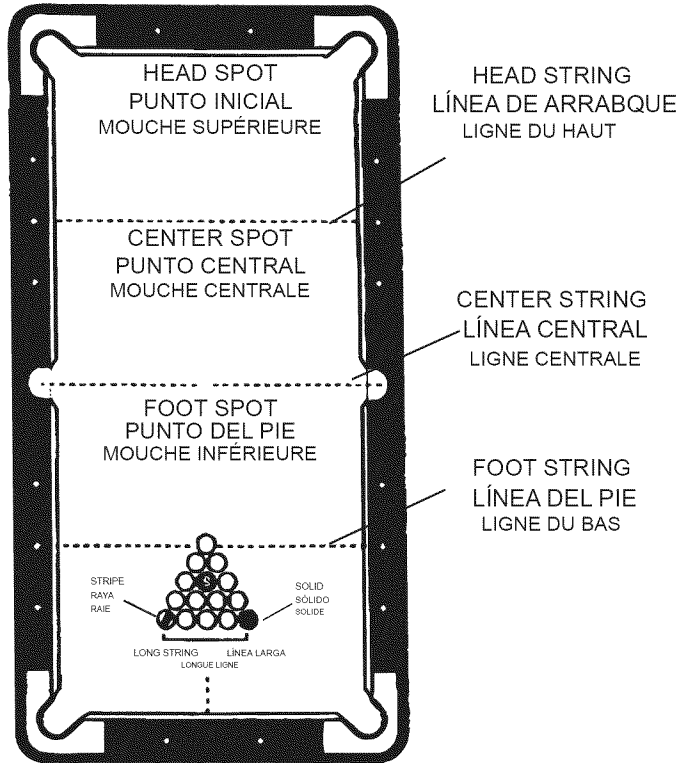 HEAD SPOT
PUNTO INICIAL
MOUCHE SUPÉRIEURE
HEAD STRING
LÍNEA DE ARRABQUE
LIGNE DU HAUT
CENTER SPOT
PUNTO CENTRAL
MOUCHE CENTRALE
CENTER STRING
LÍNEA CENTRAL
LIGNE CENTRALE
FOOT SPOT
PUNTO DEL PIE
MOUCHE INFÉRIEURE
FOOT STRING
LÍNEA DEL PIE
LIGNE DU BAS
STRIPE
RAYA
RAIE
SOLID
SÓLIDO
SOLIDE
LONG STRING LÍNEA LARGA
LONGUE LIGNE